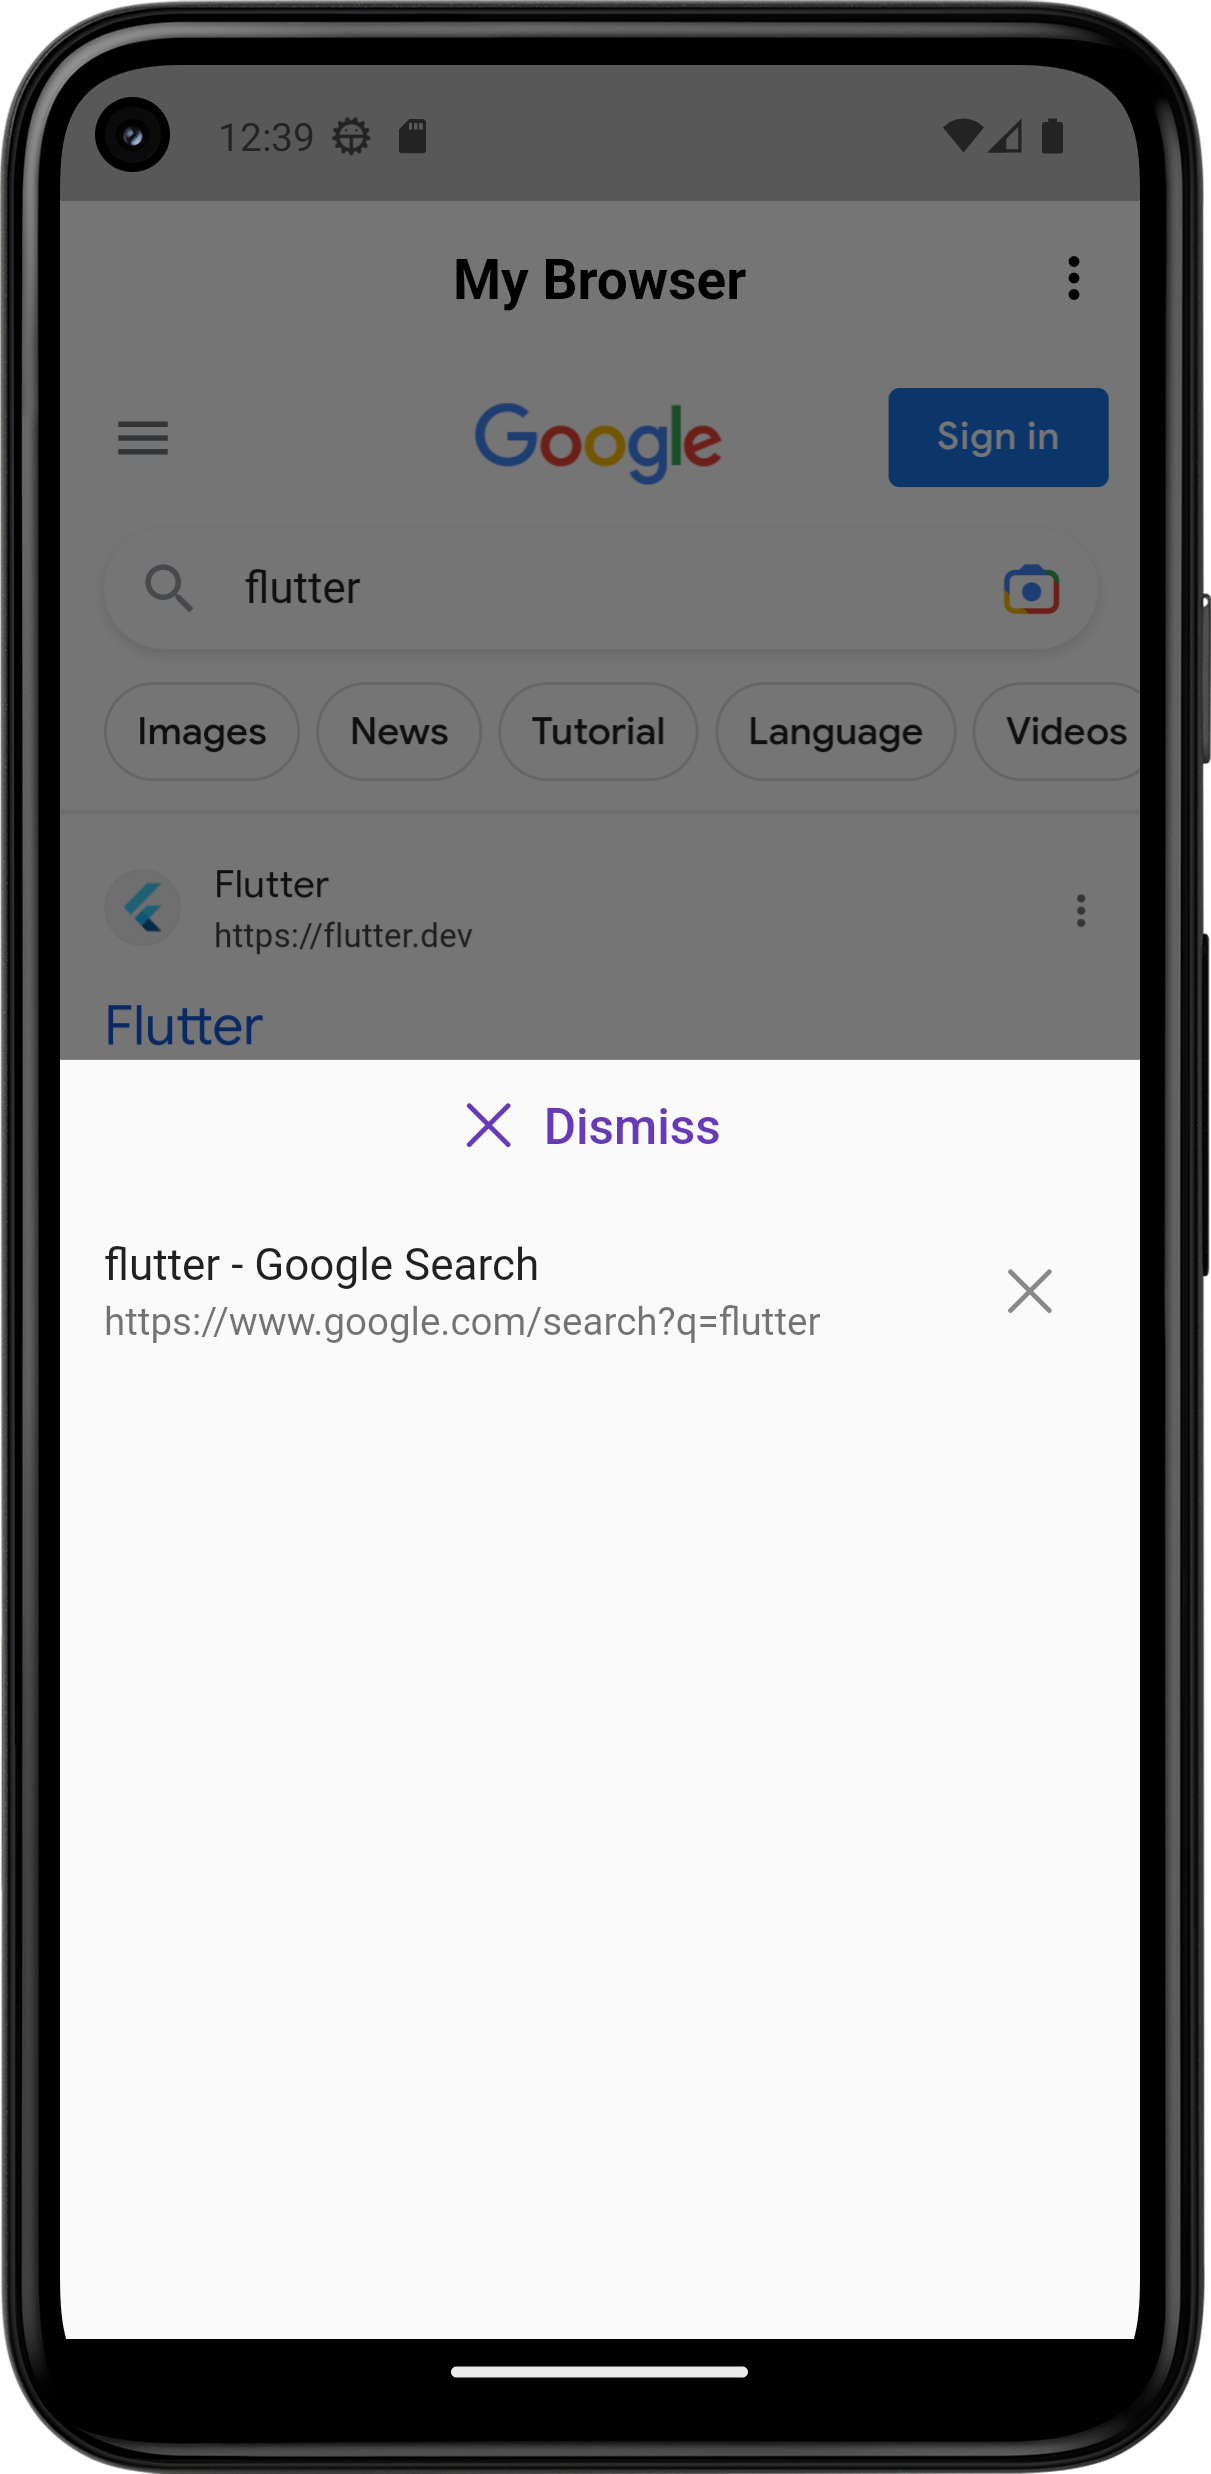 12:39
My Browser
Google
Sign in
flutter
Images
News
Tutorial
Language
Videos
Flutter
https://flutter.dev
Flutter
Dismiss
flutter - Google Search
https://www.google.com/search?q=flutter